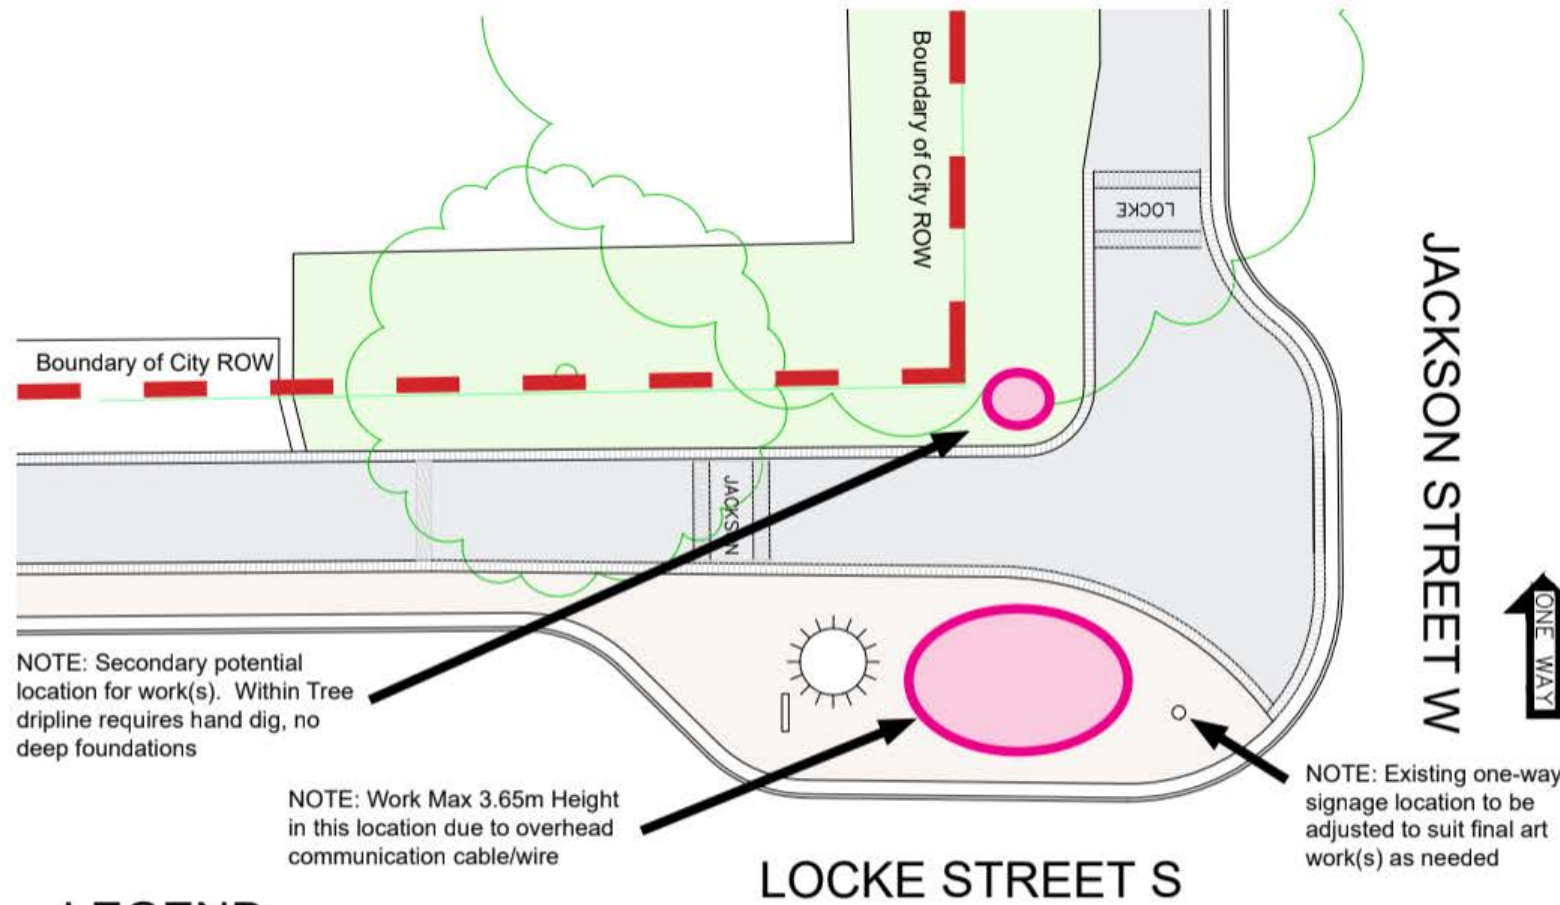 Boundary of City ROW
LOCKE
JACKSON STREET W
Boundary of City ROW
JACKSON
ONE WAY
NOTE: Secondary potential
location for work(s).  Within Tree
dripline requires hand dig, no
deep foundations
NOTE: Work Max 3.65m Height
in this location due to overhead
communication cable/wire
NOTE: Existing one-way
signage location to be
adjusted to suit final art
work(s) as needed
LOCKE STREET S
LEGEND